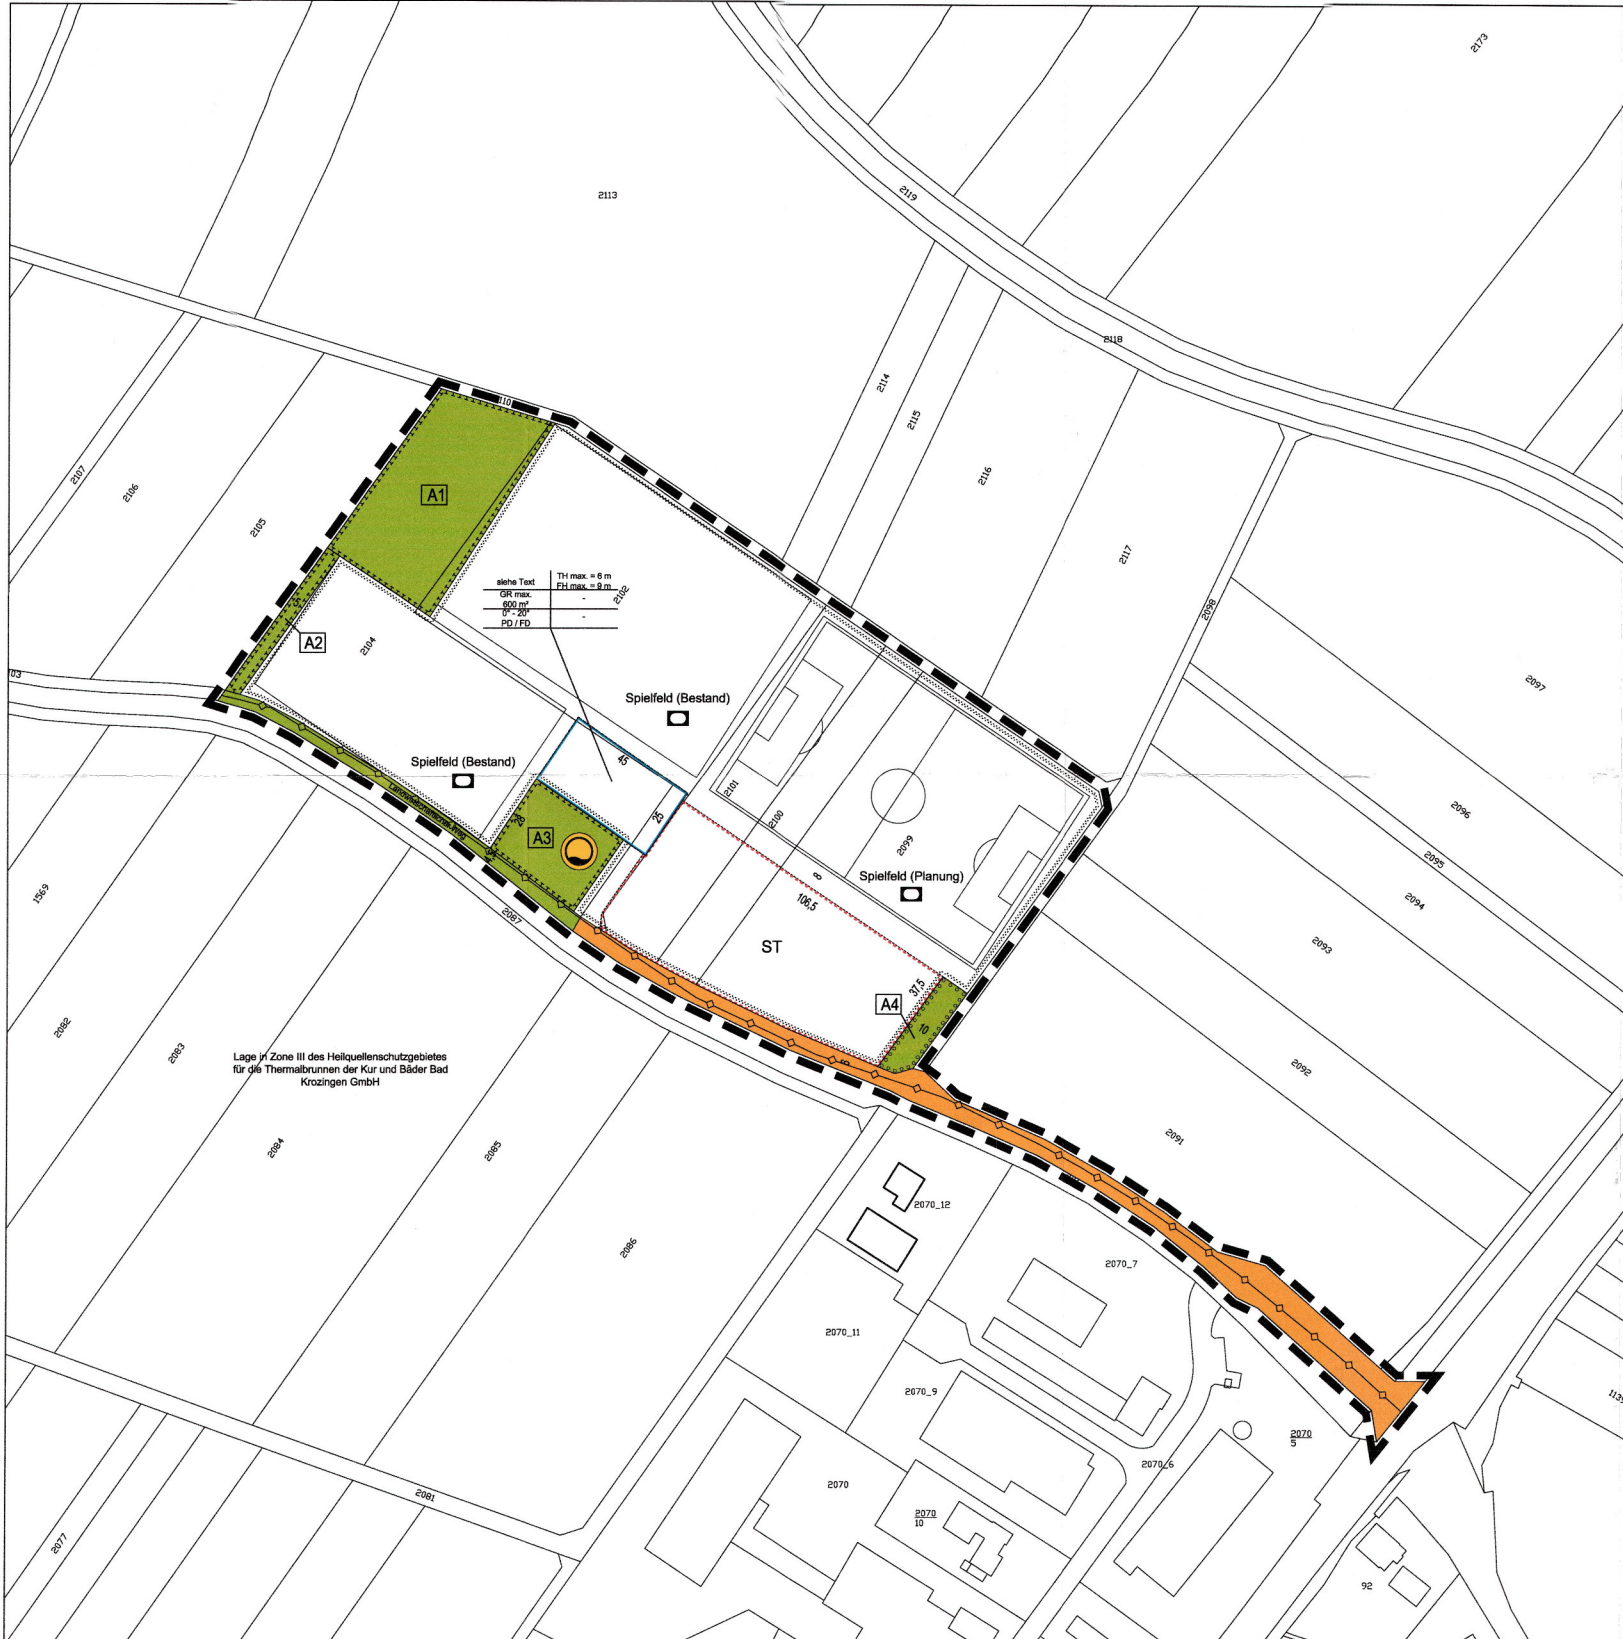 2173
2113
2119
2118
2114
2115
2116
2117
2107
2106
2105
110
A1
2098
2097
siehe Text
TH max. = 6 m
FH max. = 9 m
GR max.
600 m²
-
0° - 20°
PD / FD
-
2102
A2
2104
5
03
Spielfeld (Bestand)
Spielfeld (Bestand)
45
2101
2100
2099
2096
2095
2094
2093
2092
2091
Landwirtschaftlicher Weg
28
25
A3
8
106,5
Spielfeld (Planung)
1569
2087
ST
37,5
A4
10
2082
2083
Lage in Zone III des Heilquellenschutzgebietes
für die Thermalbrunnen der Kur und Bäder Bad
Krozingen GmbH
2084
2085
2086
2070_12
2070_7
2070_11
2070_9
2070
5
2070_6
2070
2070
10
2081
2077
92